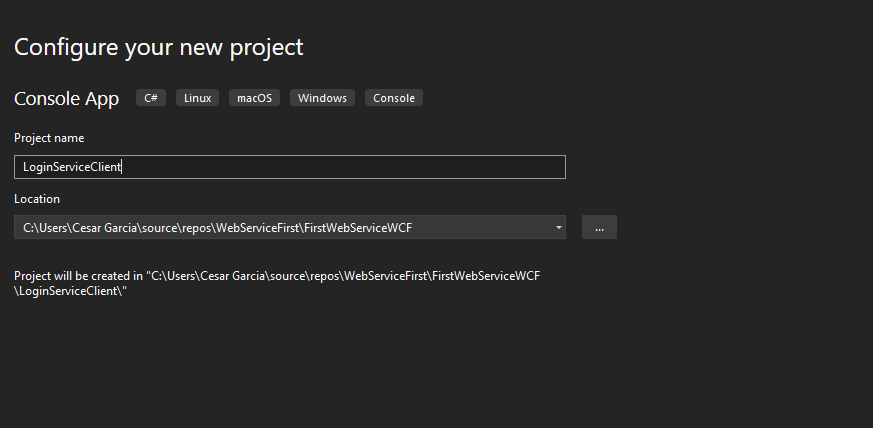 Configure your new project
Console App C# Linux macOS Windows Console
Project name
LoginServiceClient
Location
C:\Users\Cesar Garcia\source\repos\WebServiceFirst\FirstWebServiceWCF ...
Project will be created in "C:\Users\Cesar Garcia\source\repos\WebServiceFirst\FirstWebServiceWCF
\LoginServiceClient\"